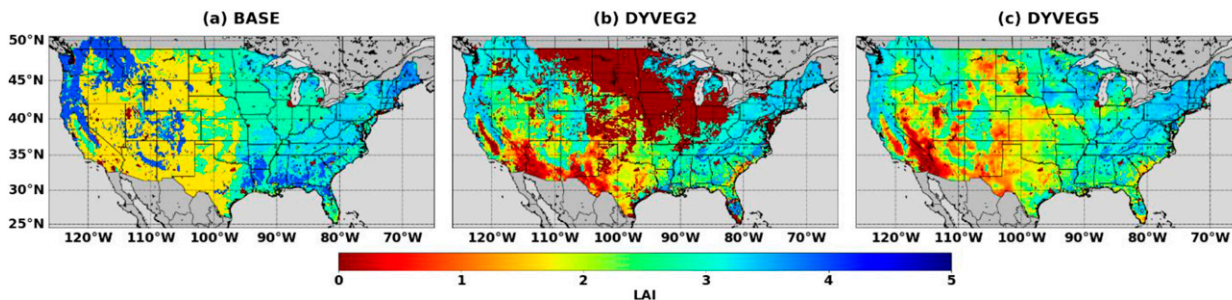 (a) BASE (b) DYVEG2 (c) DYVEG5
50°N
45°N
40°N
35°N
30°N
25°N
120°W 110°W 100°W 90°W 80°W 70°W 120°W 110°W 100°W 90°W 80°W 70°W 120°W 110°W 100°W 90°W 80°W 70°W
0 1 2 3 4 5
LAI